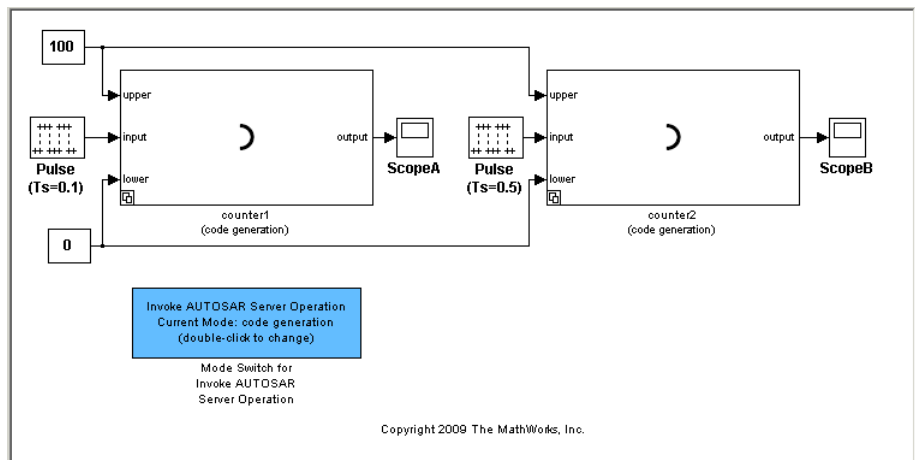 100
upper
input
lower
output
Pulse
(Ts=0.1)
counter1
(code generation)
ScopeA
upper
input
lower
output
Pulse
(Ts=0.5)
counter2
(code generation)
ScopeB
0
Invoke AUTOSAR Server Operation
Current Mode: code generation
(double-click to change)
Mode Switch for
Invoke AUTOSAR
Server Operation
Copyright 2009 The MathWorks, Inc.